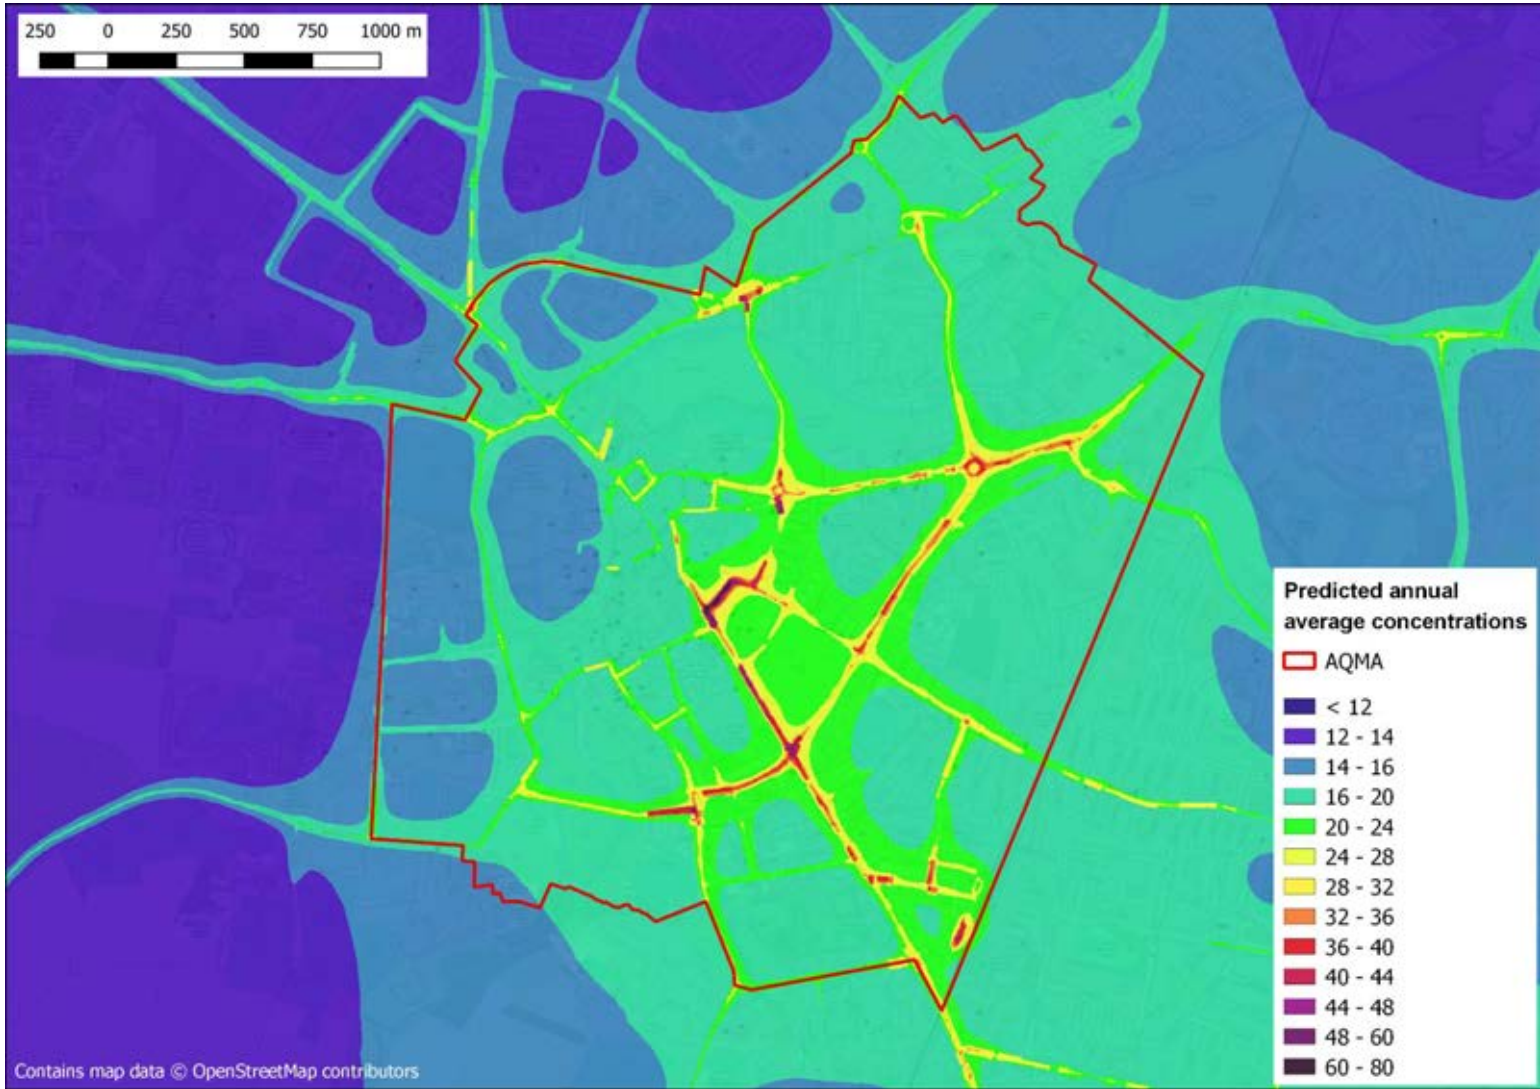 250 0 250 500 750 1000 m
Predicted annual
average concentrations
AQMA
< 12
12 - 14
14 - 16
16 - 20
20 - 24
24 - 28
28 - 32
32 - 36
36 - 40
40 - 44
44 - 48
48 - 60
60 - 80
Contains map data © OpenStreetMap contributors